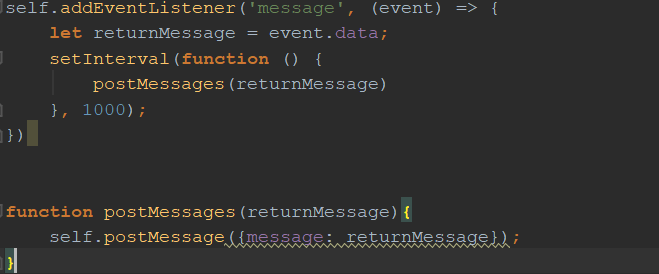 self.addEventListener('message', (event) => {
    let returnMessage = event.data;
    setInterval(function () {
        postMessages(returnMessage)
    }, 1000);
})
function postMessages(returnMessage){
    self.postMessage({message: returnMessage});
}